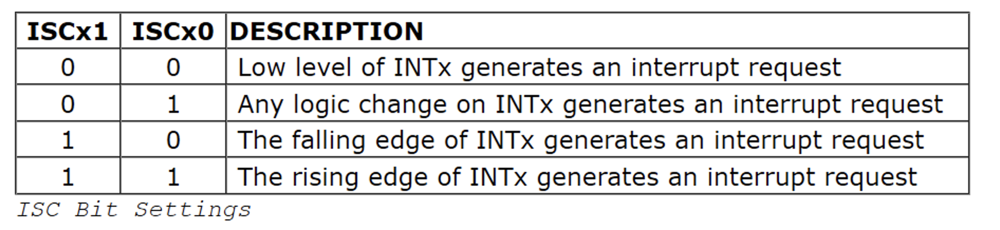 ISCx1 ISCx0 DESCRIPTION
0 0 Low level of INTx generates an interrupt request
0 1 Any logic change on INTx generates an interrupt request
1 0 The falling edge of INTx generates an interrupt request
1 1 The rising edge of INTx generates an interrupt request
ISC Bit Settings